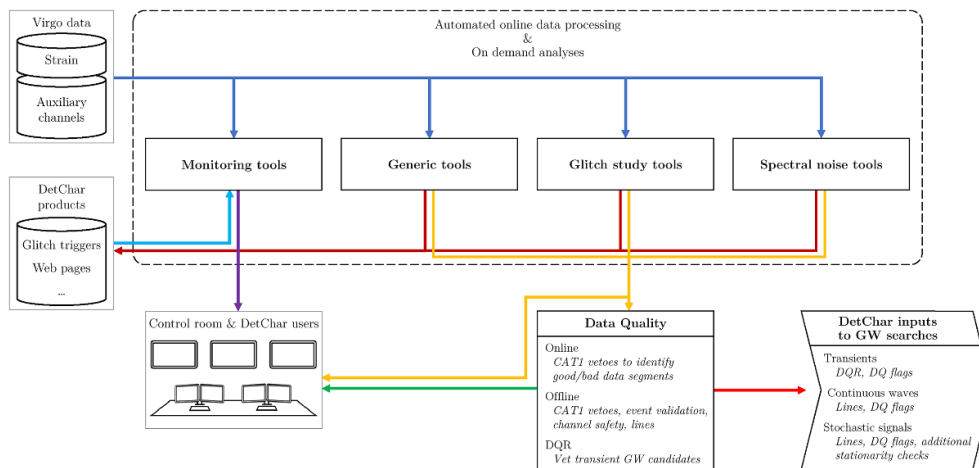 Virgo data
Strain
Auxiliary
channels
Automated online data processing
&
On demand analyses
Monitoring tools
Generic tools
Glitch study tools
Spectral noise tools
DetChar
products
Glitch triggers
Web pages
...
Control room & DetChar users
Data Quality
Online
CAT1 vetoes to identify
good/bad data segments
Offline
CAT1 vetoes, event validation,
channel safety, lines
DQR
Vet transient GW candidates
DetChar inputs
to GW searches
Transients
DQR, DQ flags
Continuous waves
Lines, DQ flags
Stochastic signals
Lines, DQ flags, additional
stationarity checks